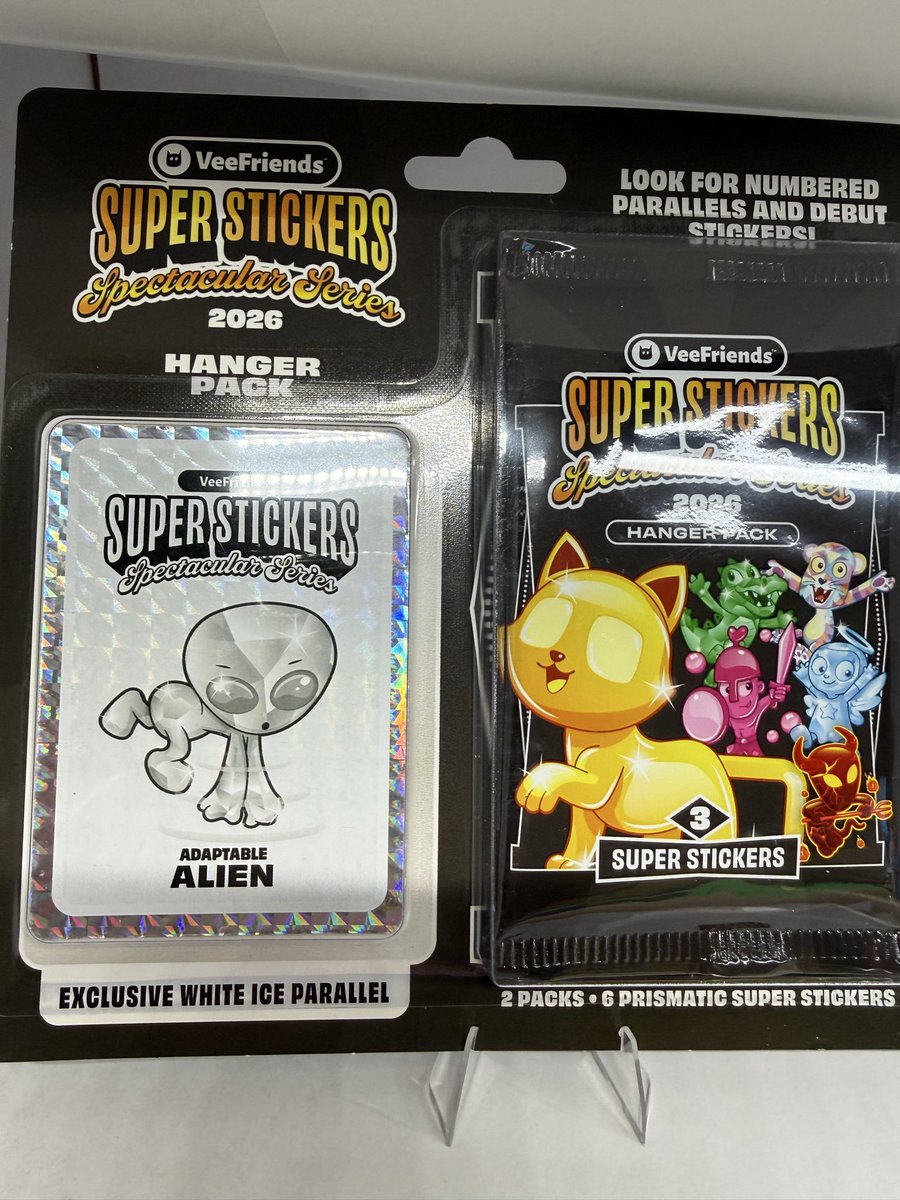 VeeFriends
SUPER STICKERS
Spectacular Series
2026
HANGER
PACK
LOOK FOR NUMBERED
PARALLELS AND DEBUT
STICKERS!
VeeFriends
SUPER STICKERS
Spectacular Series
ADAPTABLE
ALIEN
EXCLUSIVE WHITE ICE PARALLEL
VeeFriends
SUPER STICKERS
Spectacular Series
2026
HANGER PACK
3
SUPER STICKERS
2 PACKS • 6 PRISMATIC SUPER STICKERS